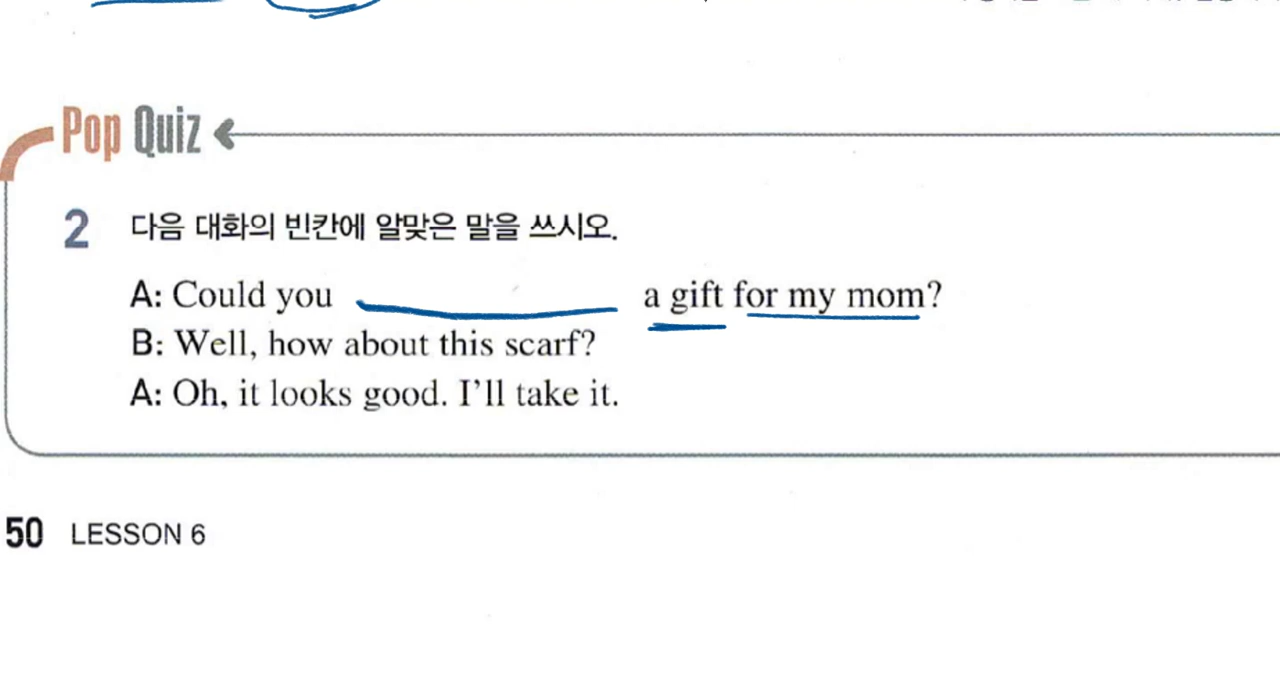 Pop Quiz
2 다음 대화의 빈칸에 알맞은 말을 쓰시오.
A: Could you ____________ a gift for my mom?
B: Well, how about this scarf?
A: Oh, it looks good. I'll take it.
50 LESSON 6